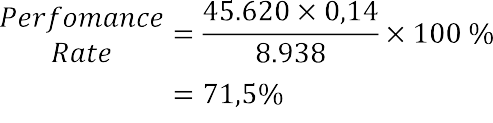 Perfomance Rate = 45.620 × 0,14 / 8.938 × 100 %
= 71,5%